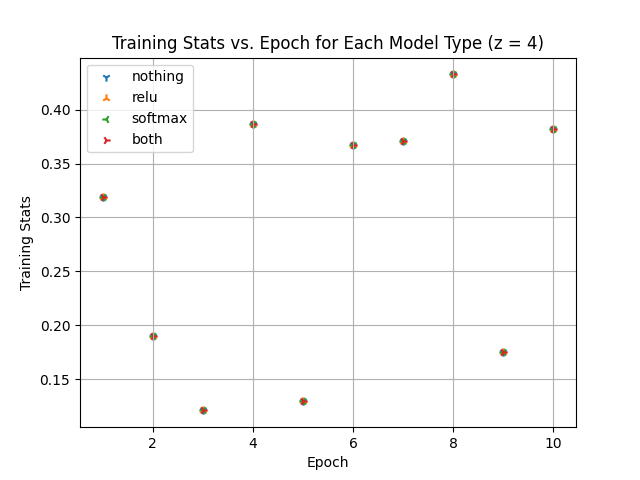 Training Stats vs. Epoch for Each Model Type (z = 4)
nothing
relu
softmax
both
0.40
0.35
0.30
0.25
0.20
0.15
Training Stats
2 4 6 8 10
Epoch